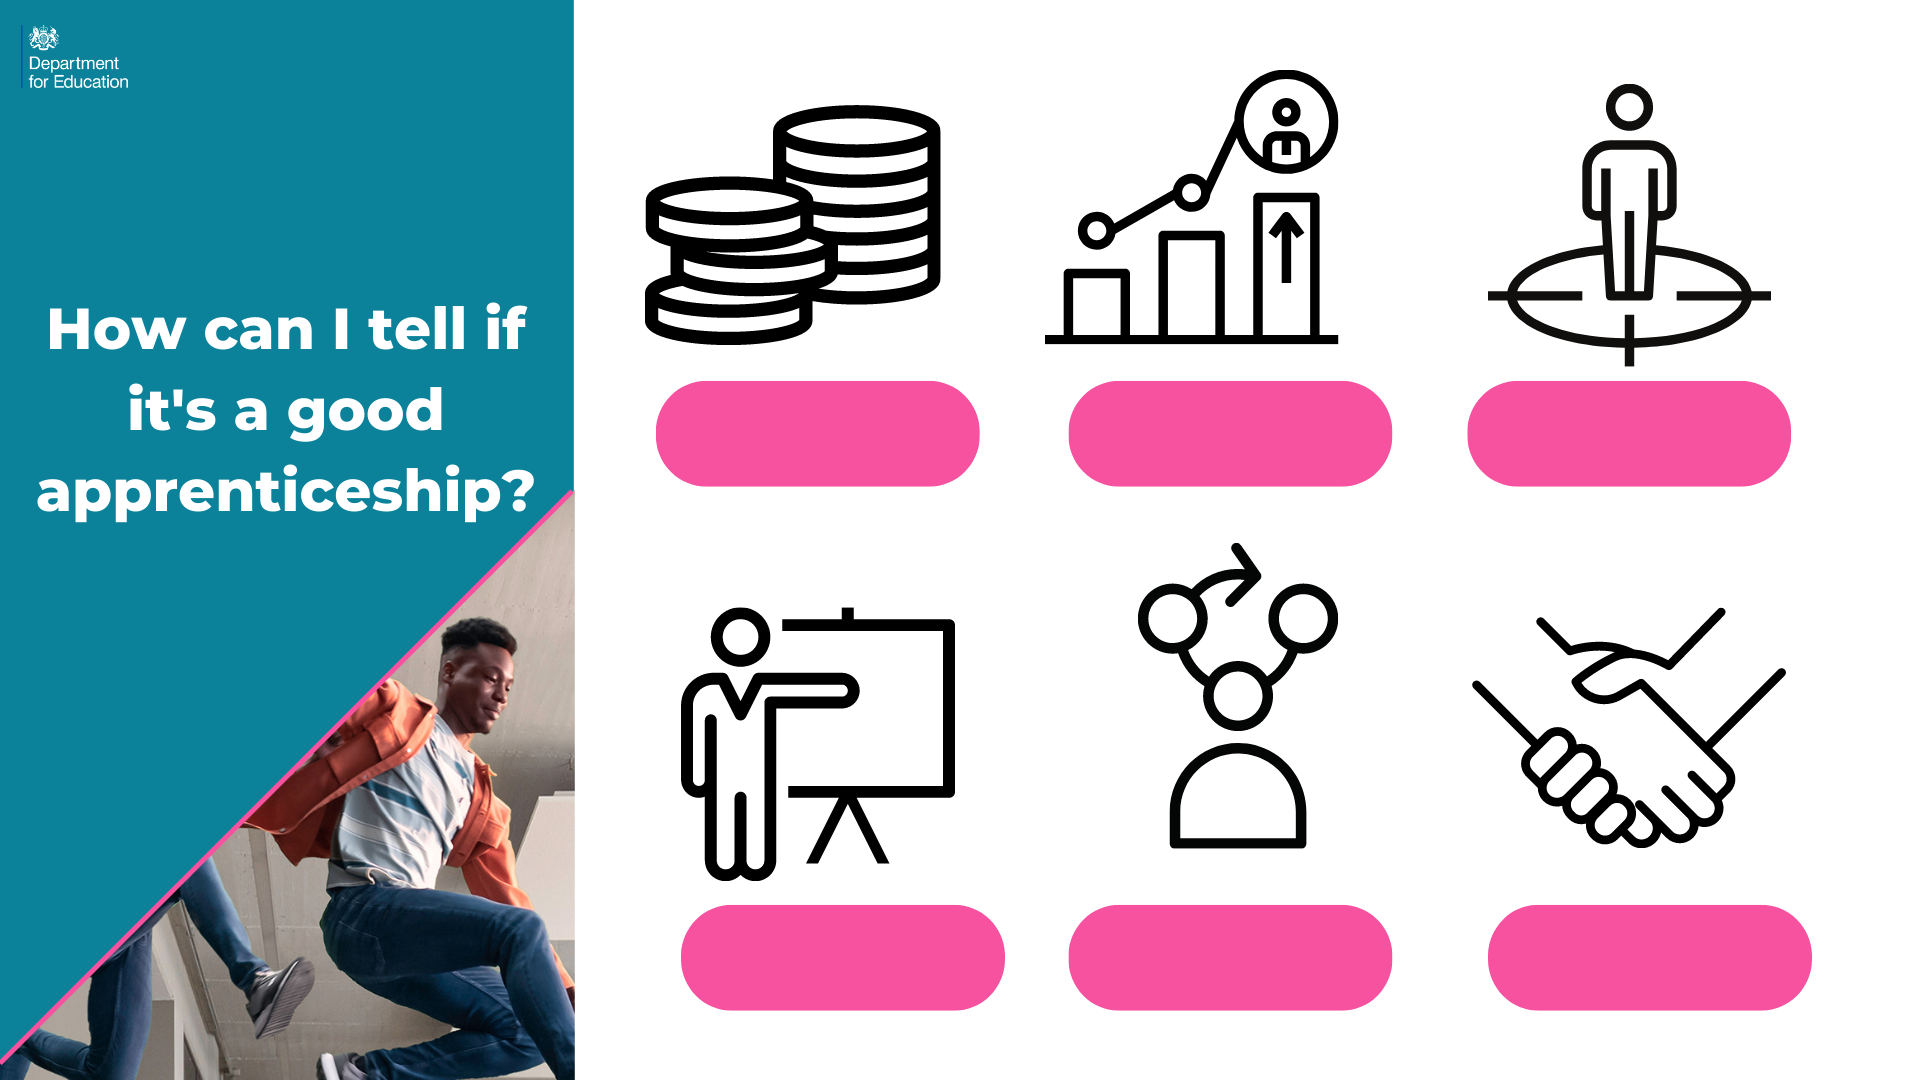 Department
for Education
How can I tell if
it's a good
apprenticeship?